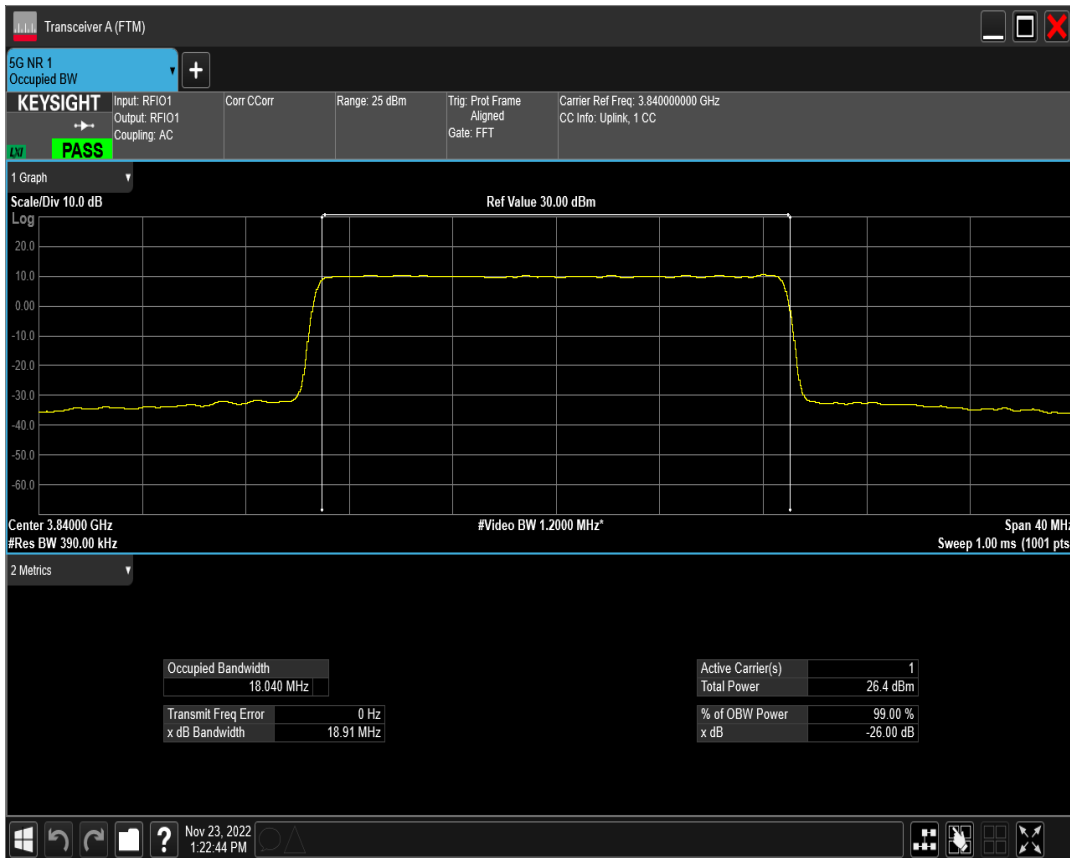 Transceiver A (FTM)
5G NR 1
Occupied BW
+
KEYSIGHT
LXI
PASS
Input: RFIO1
Output: RFIO1
Coupling: AC
Corr CCorr
Range: 25 dBm
Trig: Prot Frame
Aligned
Gate: FFT
Carrier Ref Freq: 3.840000000 GHz
CC Info: Uplink, 1 CC
1 Graph
Scale/Div 10.0 dB
Ref Value 30.00 dBm
Log
20.0
10.0
0.00
-10.0
-20.0
-30.0
-40.0
-50.0
-60.0
Center 3.84000 GHz
#Video BW 1.2000 MHz*
Span 40 MHz
#Res BW 390.00 kHz
Sweep 1.00 ms (1001 pts
2 Metrics
Occupied Bandwidth
18.040 MHz
Transmit Freq Error 0 Hz
x dB Bandwidth 18.91 MHz
Active Carrier(s) 1
Total Power 26.4 dBm
% of OBW Power 99.00 %
x dB -26.00 dB
?
Nov 23, 2022
1:22:44 PM